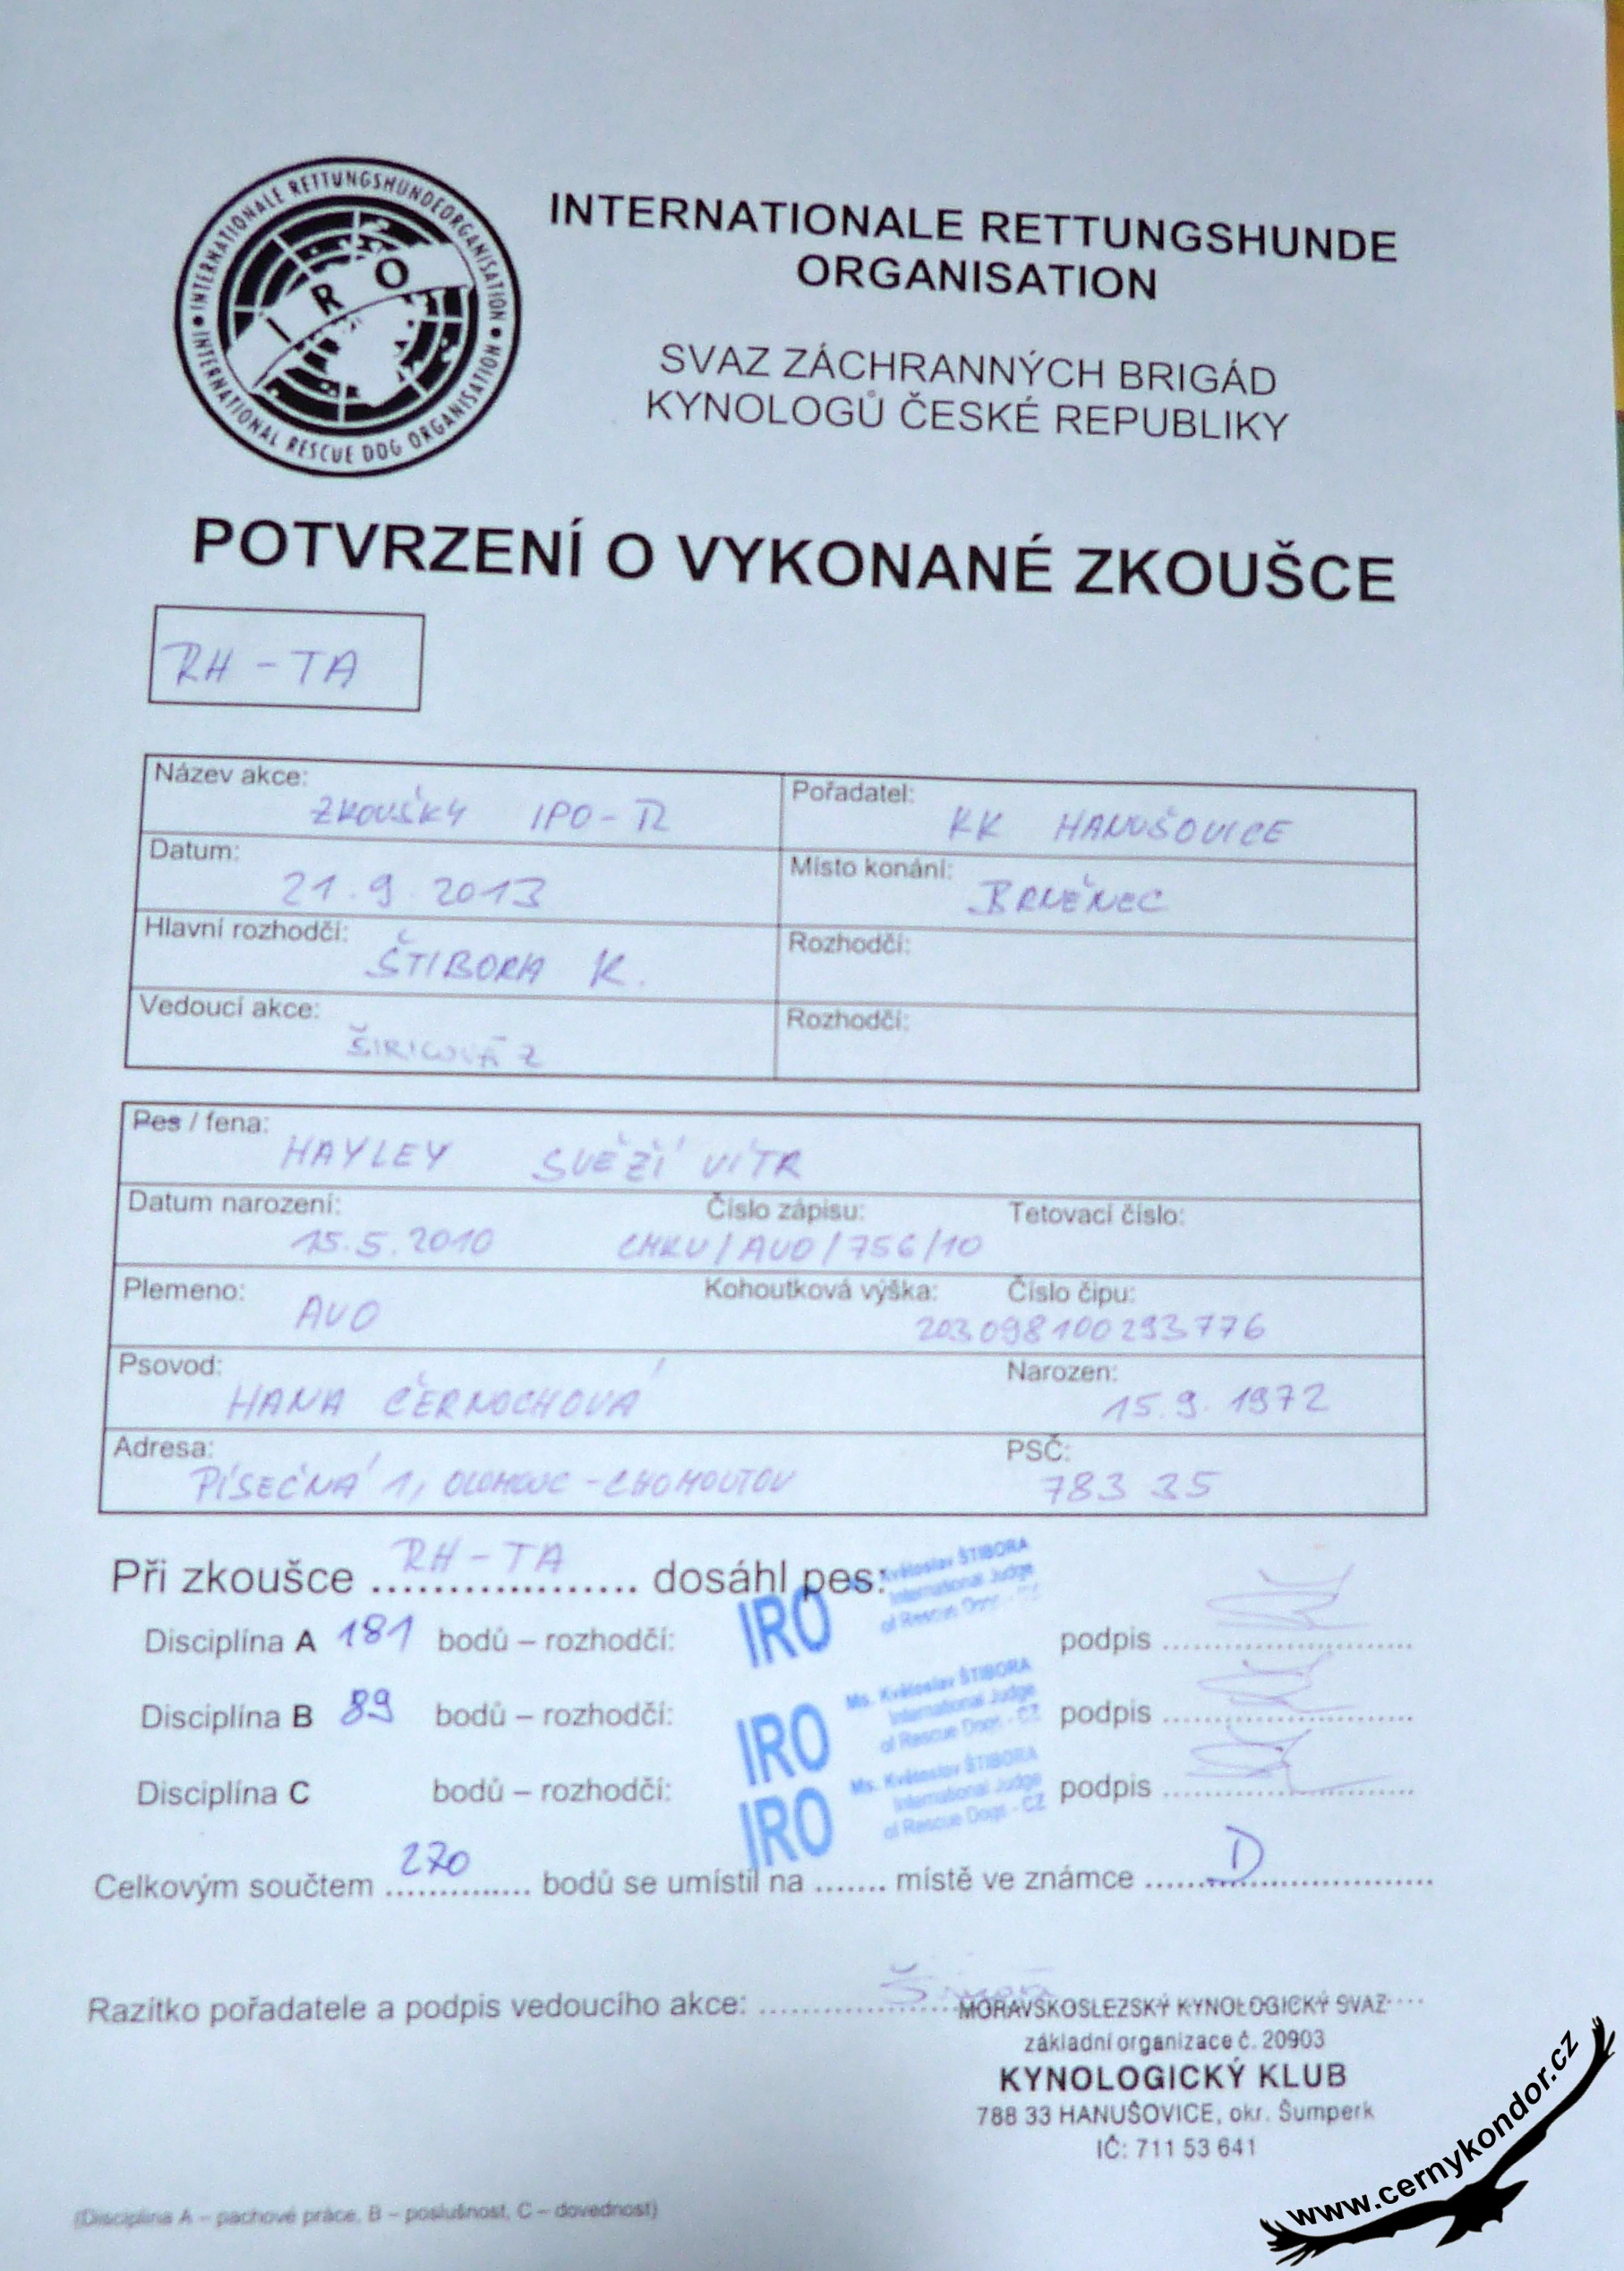 INTERNATIONALE RETTUNGSHUNDEORGANISATION
INTERNATIONAL RESCUE DOG ORGANISATION
IRO
INTERNATIONALE RETTUNGSHUNDE
ORGANISATION
SVAZ ZÁCHRANNÝCH BRIGÁD
KYNOLOGŮ ČESKÉ REPUBLIKY
POTVRZENÍ O VYKONANÉ ZKOUŠCE
RH - TA
Název akce: ZKOUŠKY IPO-R Pořadatel: KK HANUŠOVICE
Datum: 21.9.2013 Místo konání: BRNĚNEC
Hlavní rozhodčí: ŠTIBORA K. Rozhodčí:
Vedoucí akce: Z Rozhodčí:
Pes / fena: HAYLEY SVĚŽÍ VÍTR
Datum narození: 15.5.2010 Číslo zápisu: CHKU/AUO/756/10 Tetovací číslo:
Plemeno: AUO Kohoutková výška: Číslo čipu: 203098100293776
Psovod: HANA ČERNOCHOVÁ Narozen: 15.9.1972
Adresa: PÍSEČNÁ 1, OLOMOUC - CHOMOUTOV PSČ: 783 35
Při zkoušce RH - TA dosáhl pes:
Květoslav ŠTIBORA
International Judge
of Rescue Dogs
Disciplína A 181 bodů – rozhodčí: IRO podpis
Ms. Květoslav ŠTIBORA
International Judge
of Rescue Dogs - CZ
Disciplína B 89 bodů – rozhodčí: IRO podpis
Ms. Květoslav ŠTIBORA
International Judge
of Rescue Dogs - CZ
Disciplína C bodů – rozhodčí: IRO podpis
Celkovým součtem 270 bodů se umístil na ....... místě ve známce D
Razítko pořadatele a podpis vedoucího akce:
MORAVSKOSLEZSKÝ KYNOLOGICKÝ SVAZ
základní organizace č. 20903
KYNOLOGICKÝ KLUB
788 33 HANUŠOVICE, okr. Šumperk
IČ: 711 53 641
(Disciplína A – pachové práce, B – poslušnost, C – dovednost)
www.cernykondor.cz